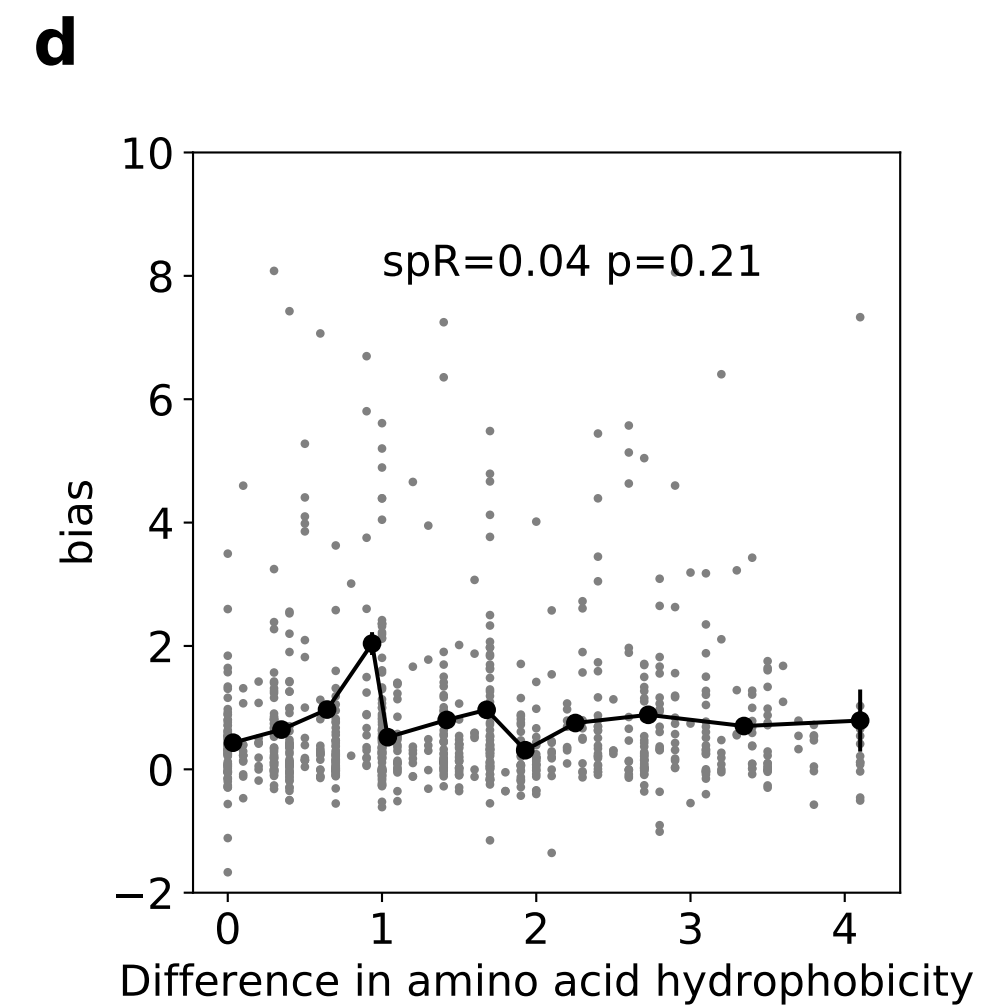 d
10
8
6
4
2
0
−2
bias
spR=0.04 p=0.21
0 1 2 3 4
Difference in amino acid hydrophobicity